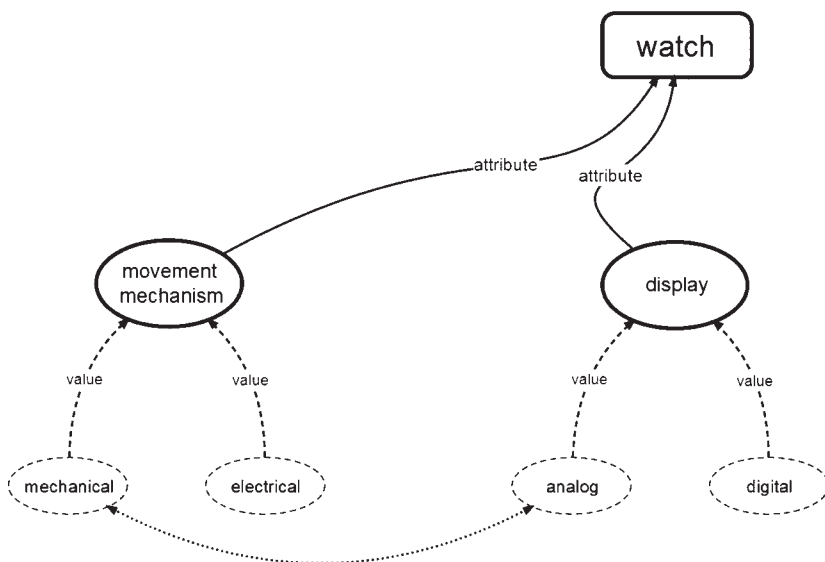 watch
attribute
attribute
movement
mechanism
display
value
value
value
value
mechanical
electrical
analog
digital